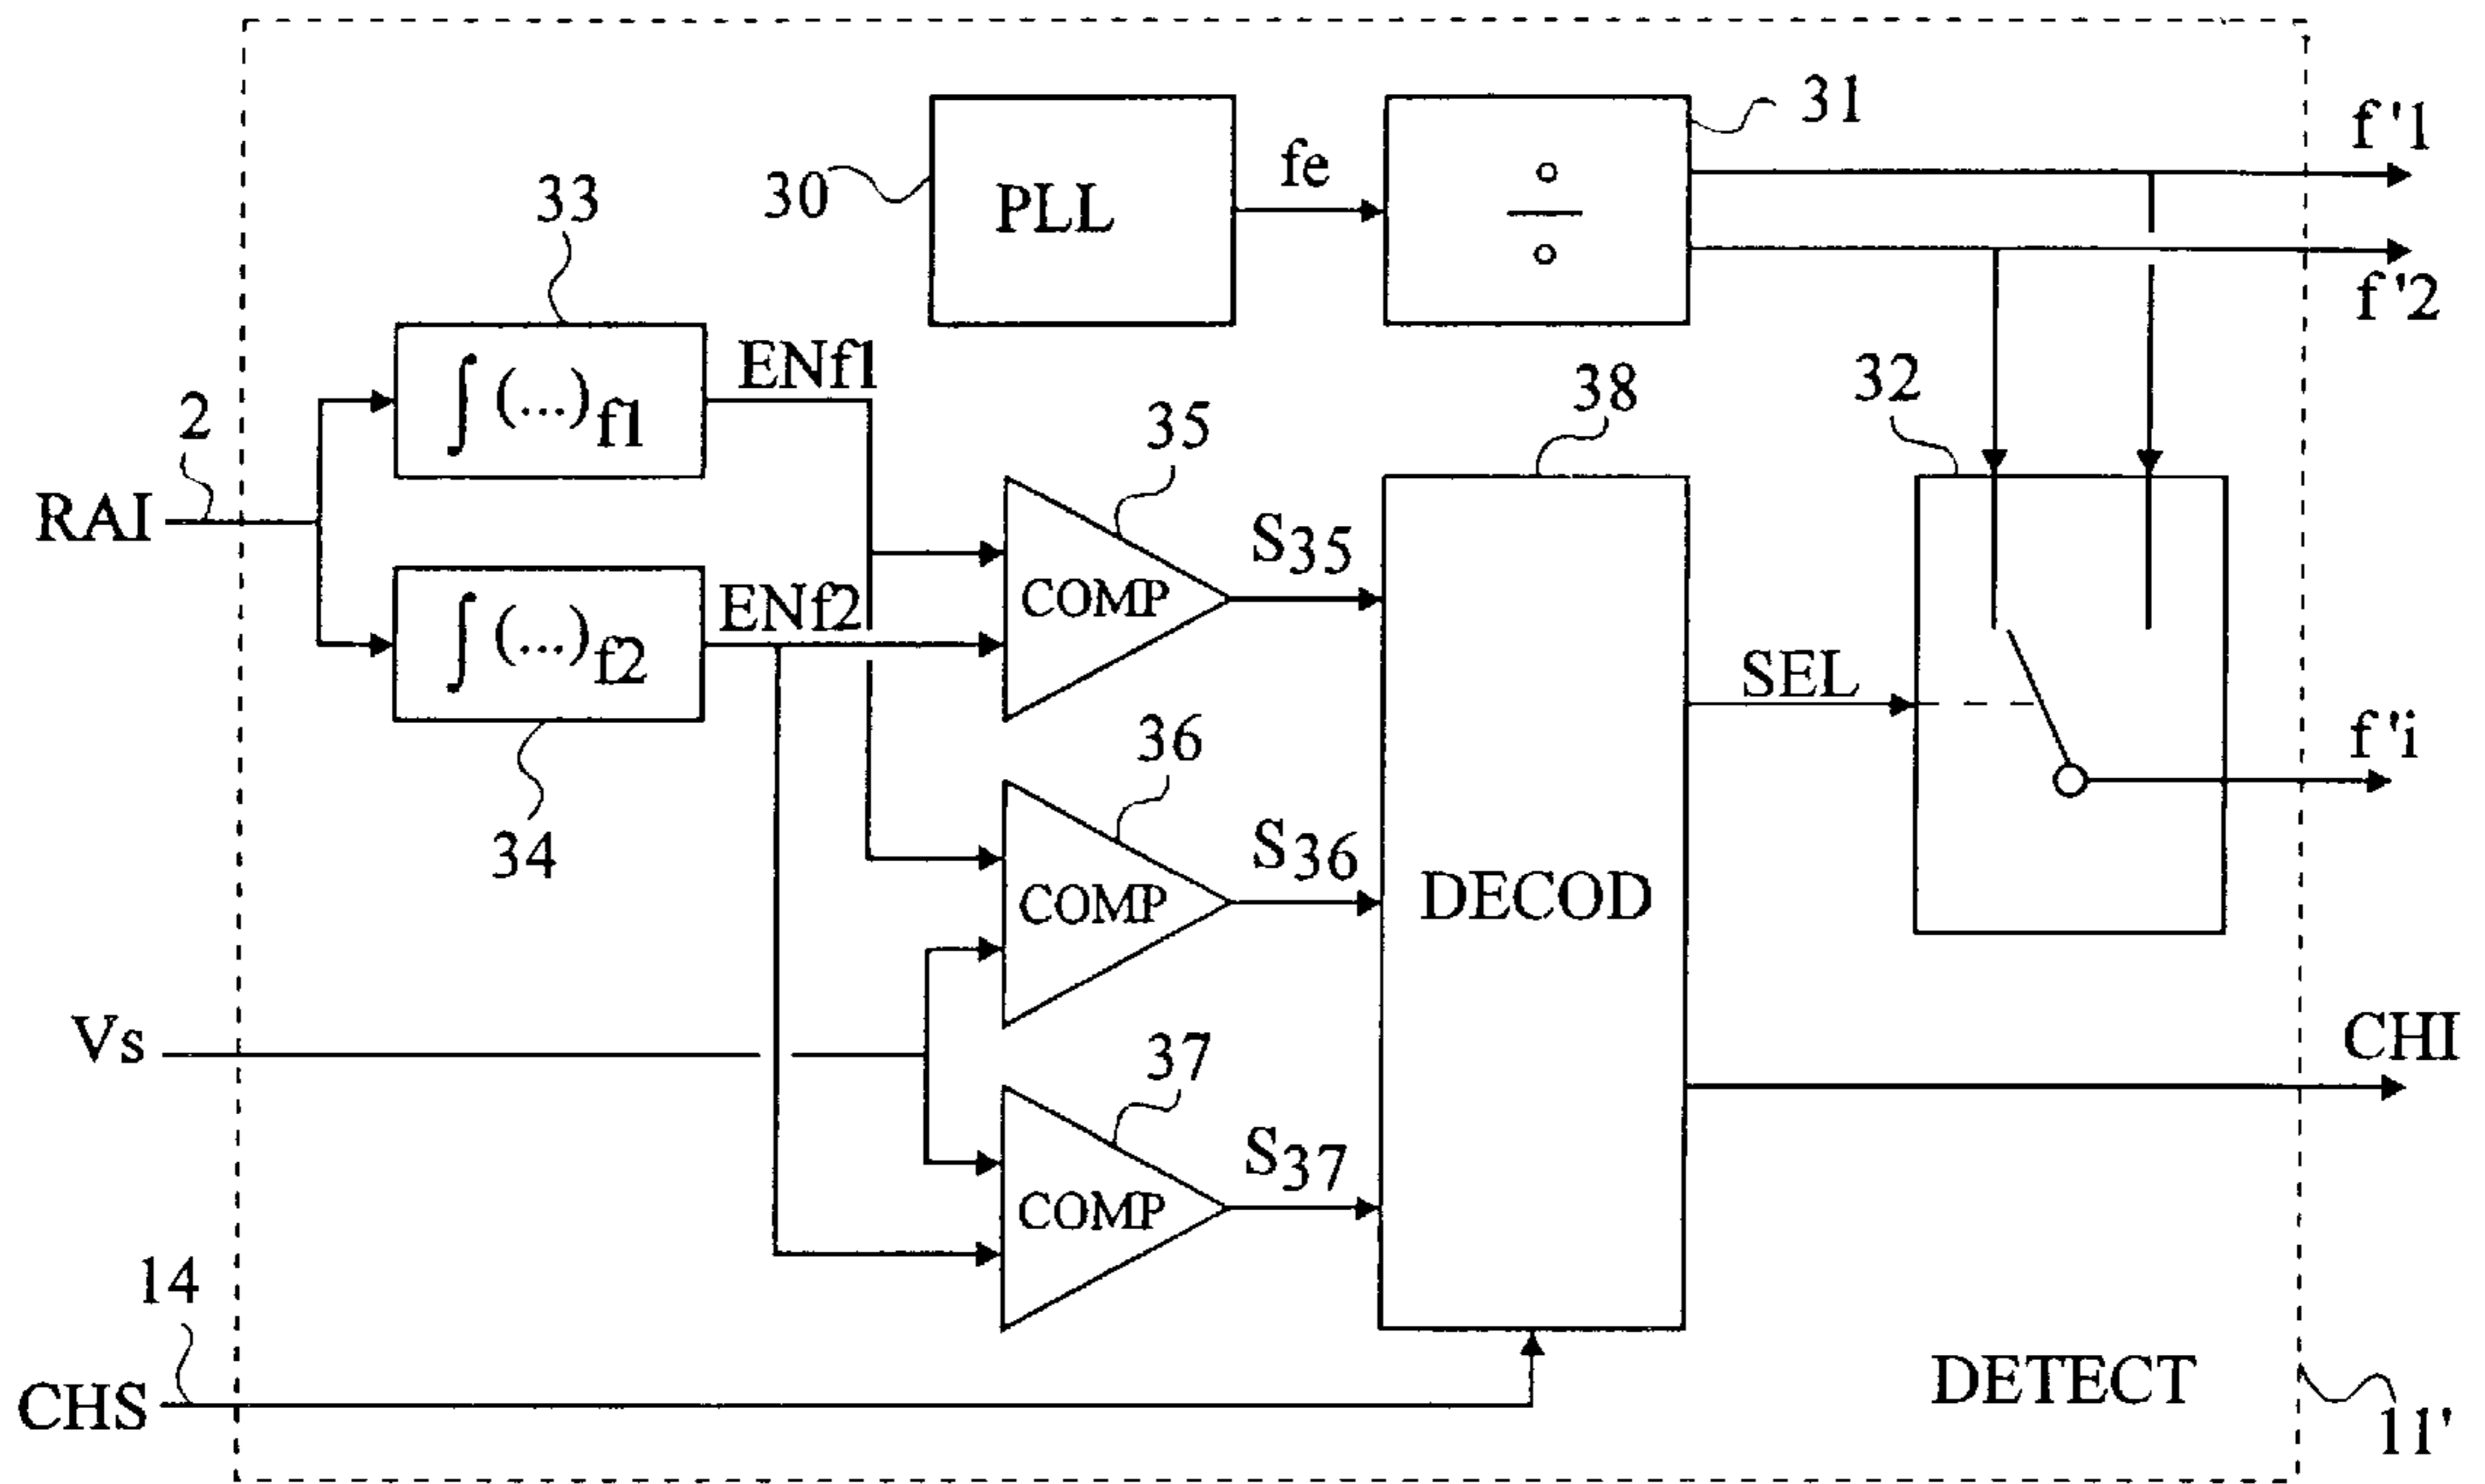 31
f'1
30
PLL
fe
÷
f'2
33
∫ (...)f1
ENf1
2
RAI
35
38
32
∫ (...)f2
ENf2
COMP
S35
34
36
SEL
f'i
COMP
S36
DECOD
Vs
37
CHI
COMP
S37
14
CHS
DETECT
11'